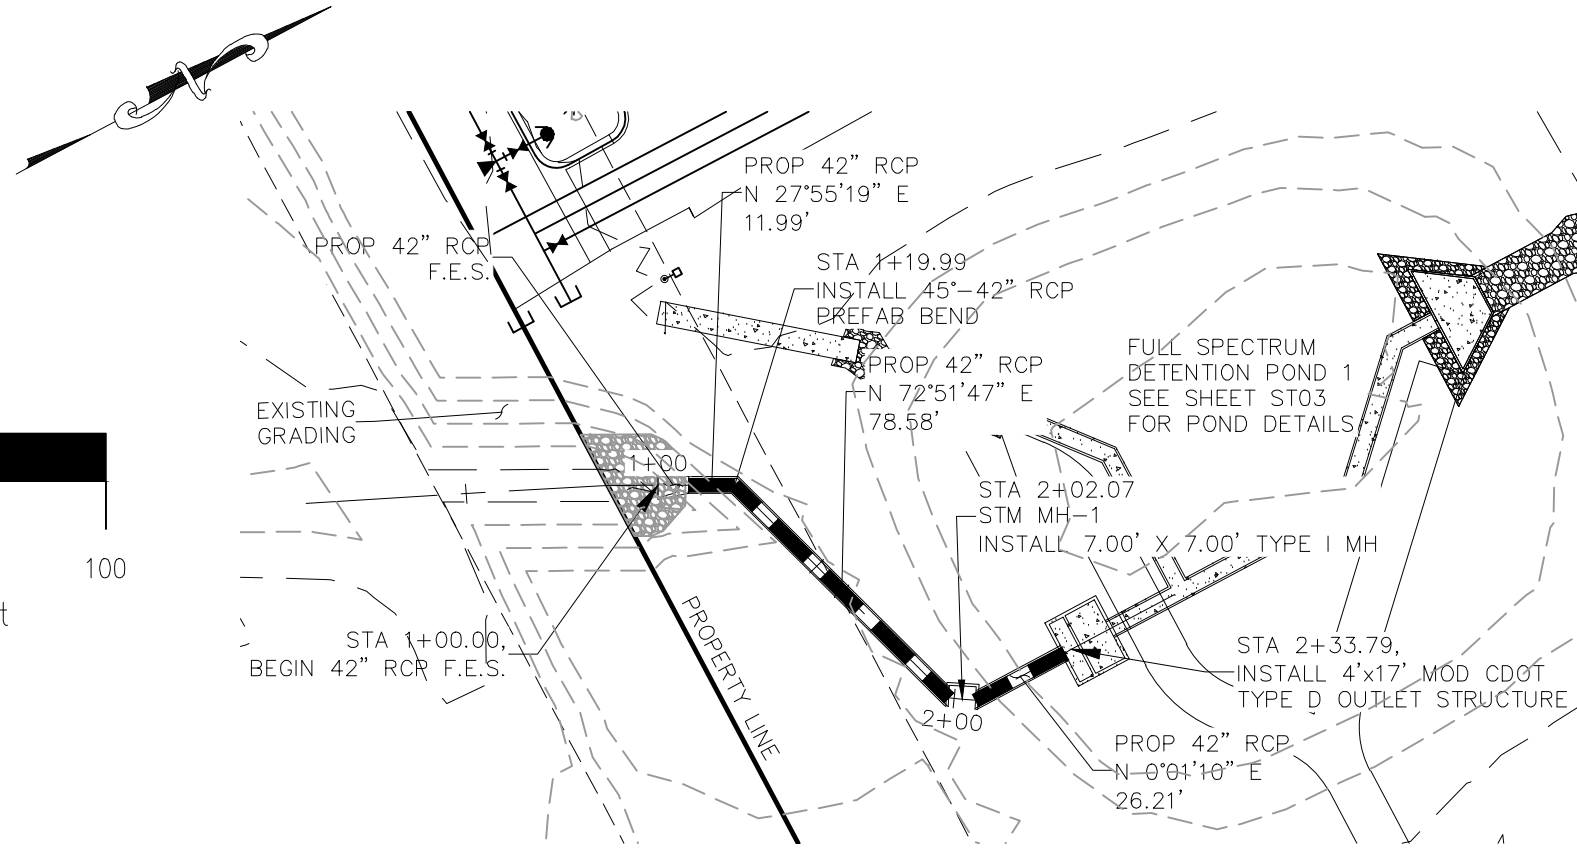 PROP 42” RCP
N 27°55’19” E
11.99’
PROP 42” RCP
F.E.S.
STA 1+19.99
INSTALL 45°-42” RCP
PREFAB BEND
PROP 42” RCP
N 72°51’47” E
78.58’
FULL SPECTRUM
DETENTION POND 1
SEE SHEET ST03
FOR POND DETAILS
EXISTING
GRADING
1+00
STA 2+02.07
STM MH-1
INSTALL 7.00’ X 7.00’ TYPE I MH
100
t
STA 1+00.00,
BEGIN 42” RCP F.E.S.
PROPERTY LINE
2+00
STA 2+33.79,
INSTALL 4’x17’ MOD CDOT
TYPE D OUTLET STRUCTURE
PROP 42” RCP
N 0°01’10” E
26.21’